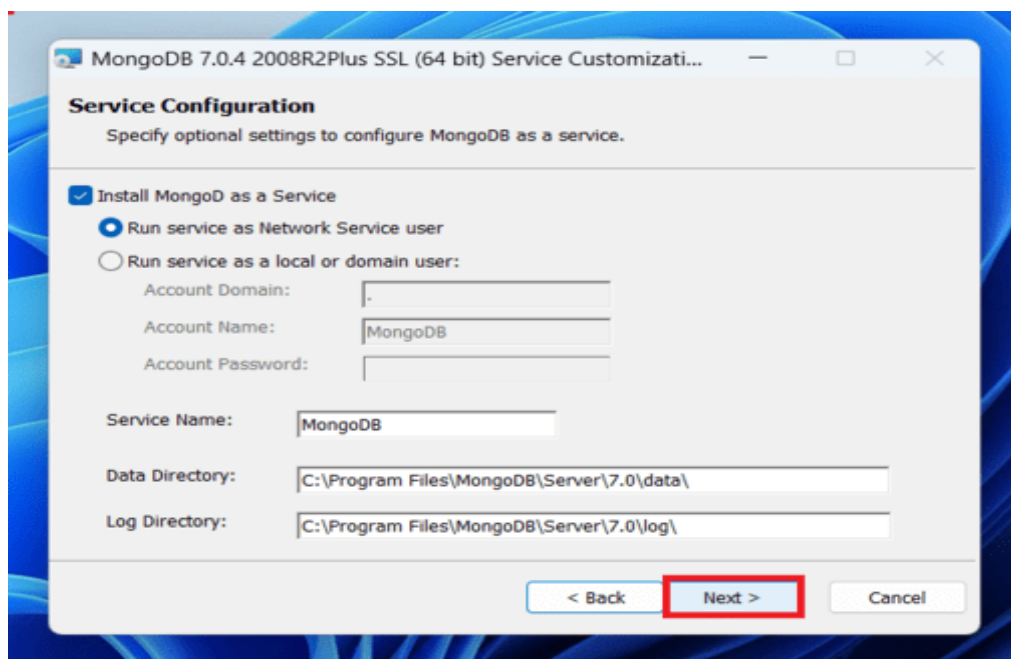 MongoDB 7.0.4 2008R2Plus SSL (64 bit) Service Customizati...
Service Configuration
Specify optional settings to configure MongoDB as a service.
Install MongoD as a Service
Run service as Network Service user
Run service as a local or domain user:
Account Domain: .
Account Name: MongoDB
Account Password:
Service Name: MongoDB
Data Directory: C:\Program Files\MongoDB\Server\7.0\data\
Log Directory: C:\Program Files\MongoDB\Server\7.0\log\
< Back Next > Cancel